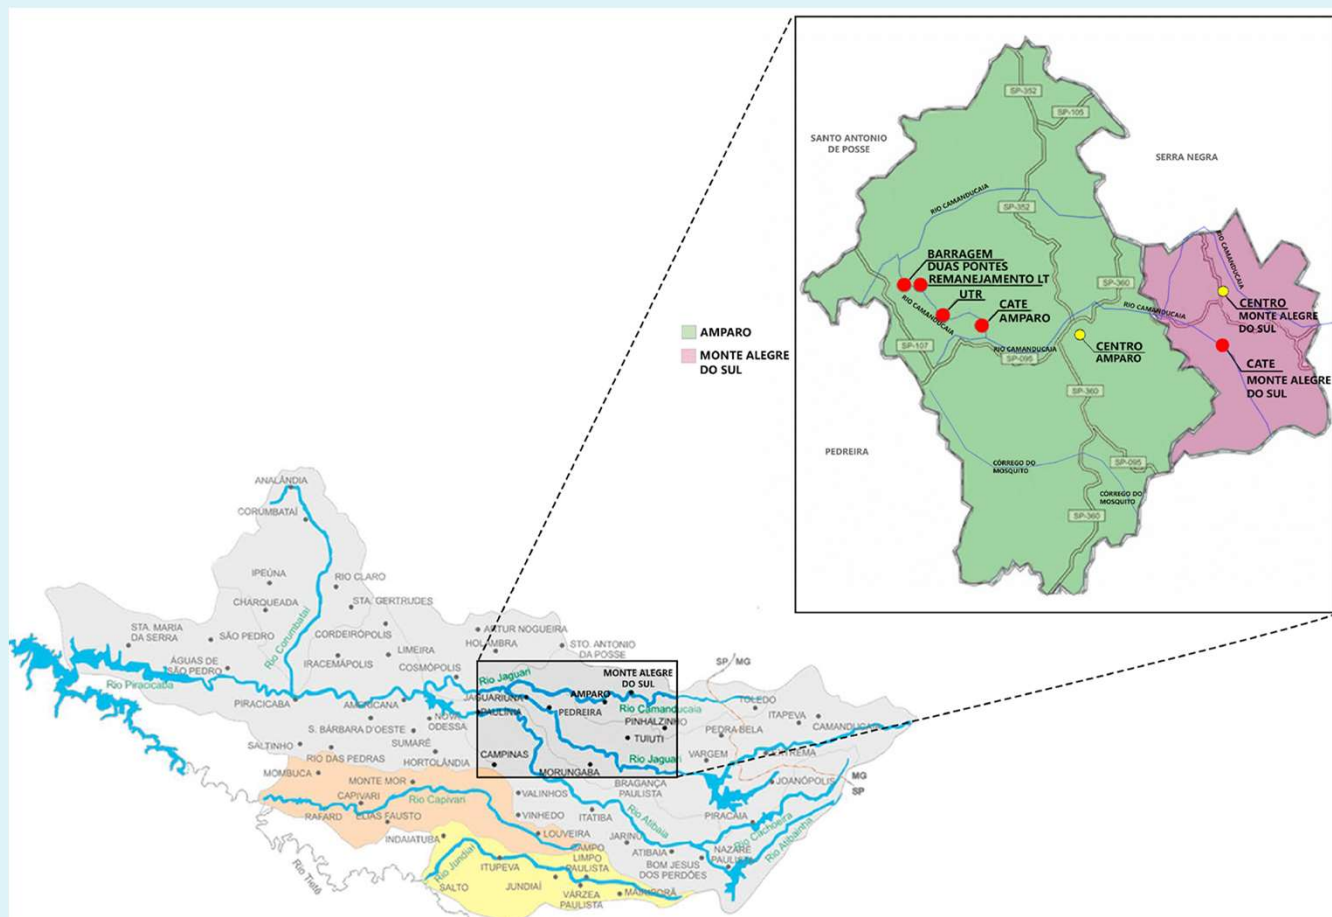 SP-352
SP-105
SANTO ANTONIO
DE POSSE
SERRA NEGRA
RIO CAMANDUCAIA
SP-352
RIO CAMANDUCAIA
BARRAGEM
DUAS PONTES
REMANEJAMENTO LT
SP-360
UTR
RIO CAMANDUCAIA
CATE
AMPARO
RIO CAMANDUCAIA
CENTRO
MONTE ALEGRE
DO SUL
SP-107
RIO CAMANDUCAIA
SP-095
CENTRO
AMPARO
CATE
MONTE ALEGRE
DO SUL
AMPARO
MONTE ALEGRE
DO SUL
SP-360
PEDREIRA
CÓRREGO DO
MOSQUITO
SP-095
CÓRREGO DO
MOSQUITO
SP-360
ANALÂNDIA
CORUMBATAÍ
IPEÚNA
RIO CLARO
CHARQUEADA
STA. GERTRUDES
STA. MARIA
DA SERRA
SÃO PEDRO
Rio Corumbataí
CORDEIRÓPOLIS
ARTUR NOGUEIRA
HOLAMBRA
STO. ANTONIO
DA POSSE
LIMEIRA
IRACEMÁPOLIS
COSMÓPOLIS
ÁGUAS DE
SÃO PEDRO
Rio Piracicaba
PIRACICABA
AMERICANA
Rio Jaguari
MONTE ALEGRE
DO SUL
SP
MG
JAGUARIÚNA
AMPARO
Rio Camanducaia
TOLEDO
PAULÍNIA
PEDREIRA
PINHALZINHO
ITAPEVA
CAMANDUCAIA
NOVA
ODESSA
S. BÁRBARA D'OESTE
TUIUTI
PEDRA BELA
SALTINHO
SUMARÉ
RIO DAS PEDRAS
HORTOLÂNDIA
CAMPINAS
Rio Jaguari
VARGEM
EXTREMA
MOMBUCA
MORUNGABA
MONTE MOR
BRAGANÇA
PAULISTA
JOANÓPOLIS
MG
SP
CAPIVARI
Rio Capivari
VALINHOS
RAFARD
ELIAS FAUSTO
VINHEDO
ITATIBA
Rio Atibaia
PIRACAIA
Rio Cachoeira
Rio Atibainha
INDAIATUBA
LOUVEIRA
JARINU
ATIBAIA
NAZARÉ
PAULISTA
CAMPO
LIMPO
PAULISTA
BOM JESUS
DOS PERDÕES
Rio Tietê
Rio Jundiaí
ITUPEVA
SALTO
JUNDIAÍ
VÁRZEA
PAULISTA
MAIRIPORÃ